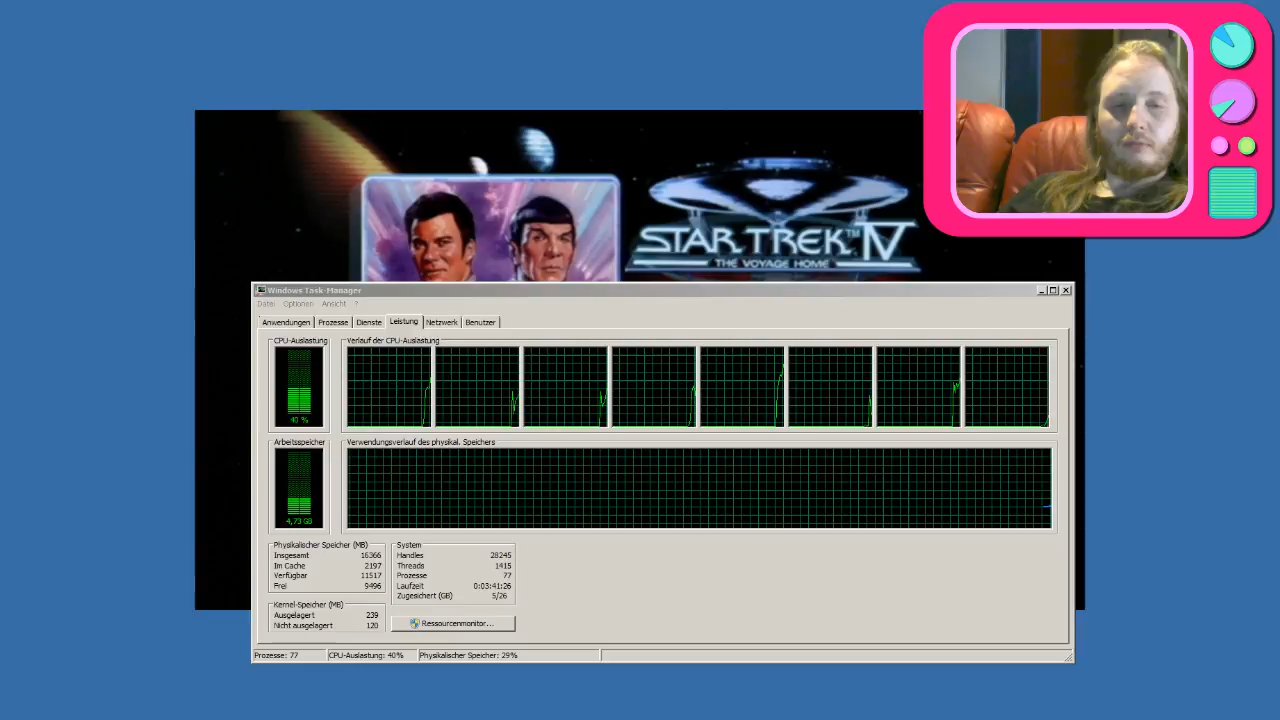 STAR TREK IV
THE VOYAGE HOME
Windows Task-Manager
Datei Optionen Ansicht ?
Anwendungen Prozesse Dienste Leistung Netzwerk Benutzer
CPU-Auslastung Verlauf der CPU-Auslastung
40 %
Arbeitsspeicher Verwendungsverlauf des physikal. Speichers
4,73 GB
Physikalischer Speicher (MB)
Insgesamt 16366
Im Cache 2197
Verfügbar 11517
Frei 9496
Kernel-Speicher (MB)
Ausgelagert 239
Nicht ausgelagert 120
System
Handles 28245
Threads 1415
Prozesse 77
Laufzeit 0:03:41:26
Zugesichert (GB) 5/26
Ressourcenmonitor...
Prozesse: 77 CPU-Auslastung: 40% Physikalischer Speicher: 29%